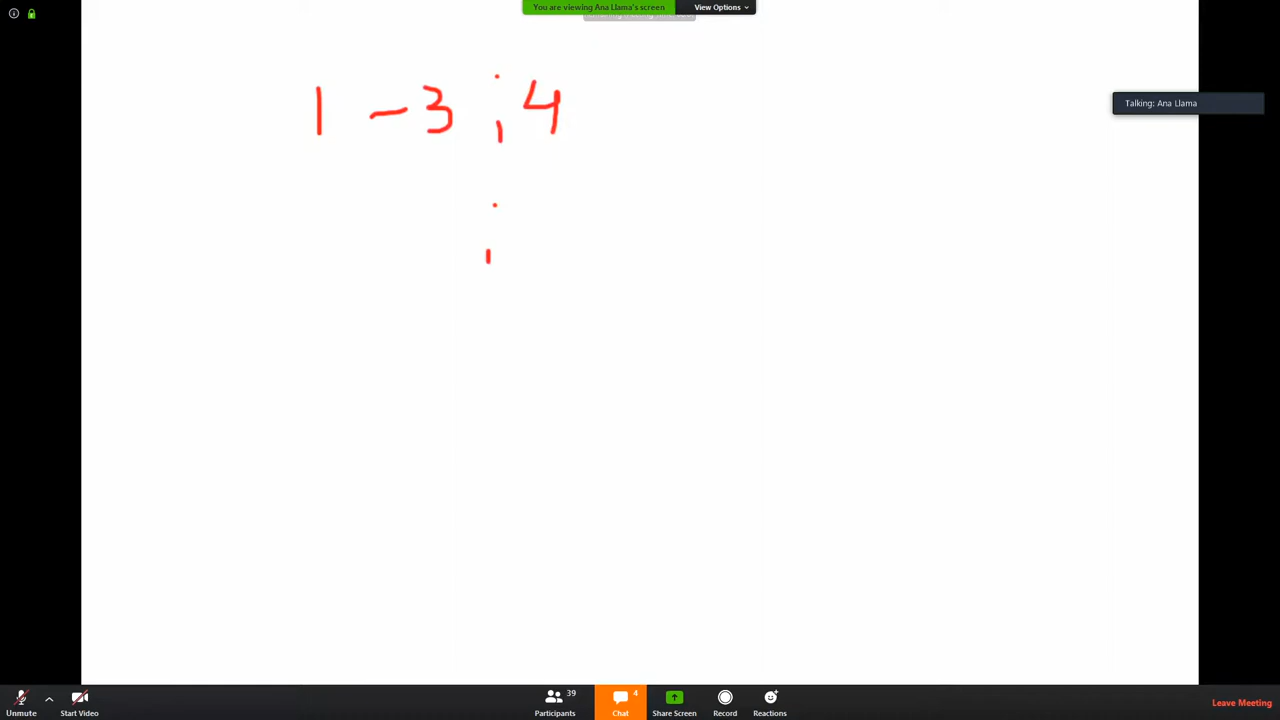 You are viewing Ana Llama's screen View Options
Talking: Ana Llama
1 -3 ; 4
;
Unmute Start Video Participants 39 Chat 4 Share Screen Record Reactions Leave Meeting